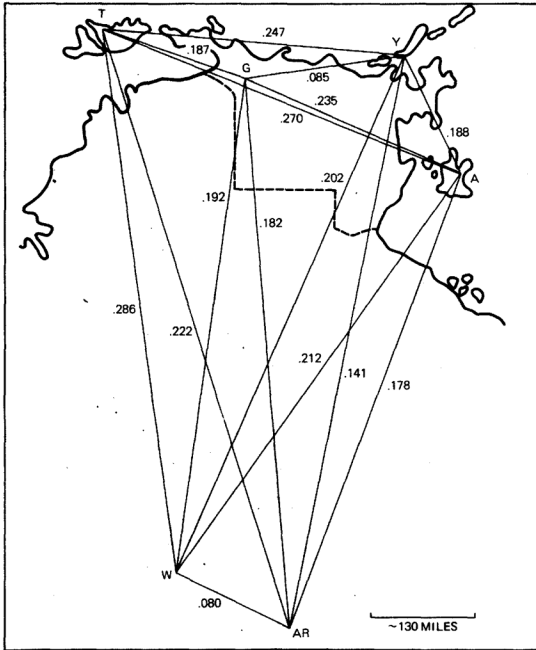 T
.247
Y
.187
G
.085
.235
.270
.188
A
.192
.202
.182
.286
.222
.212
.141
.178
W
.080
AR
~130 MILES